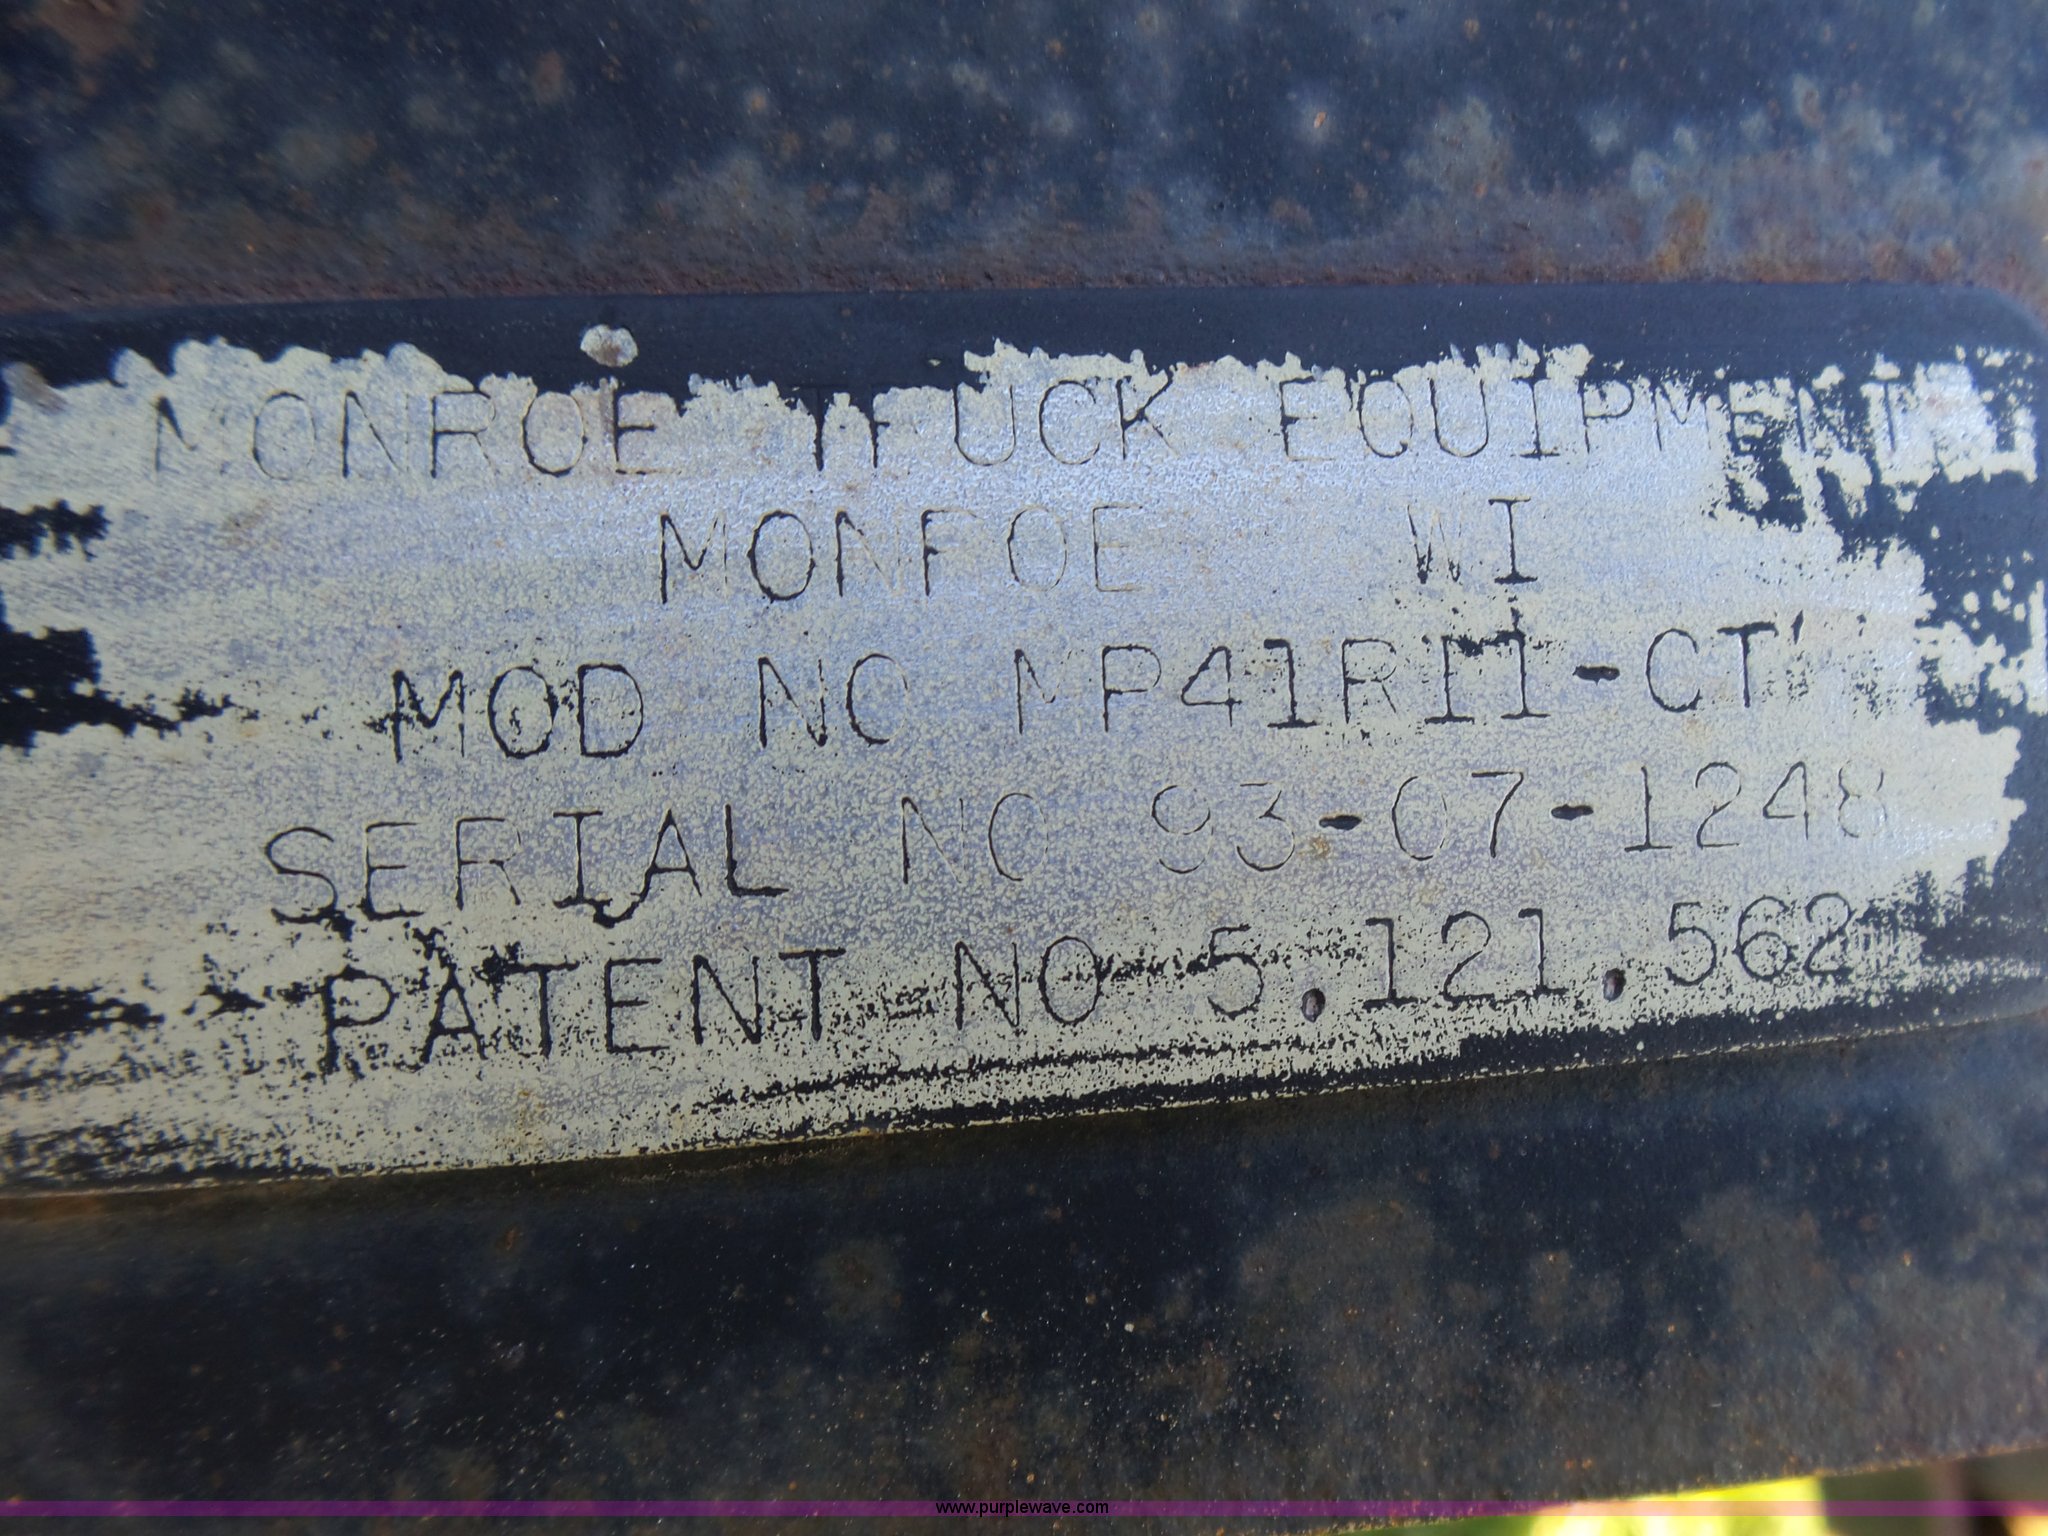 MONROE TRUCK EQUIPMENT
MONROE WI
MOD NO MP41R11-CT
SERIAL NO 93-07-1248
PATENT NO 5.121.562
www.purplewave.com